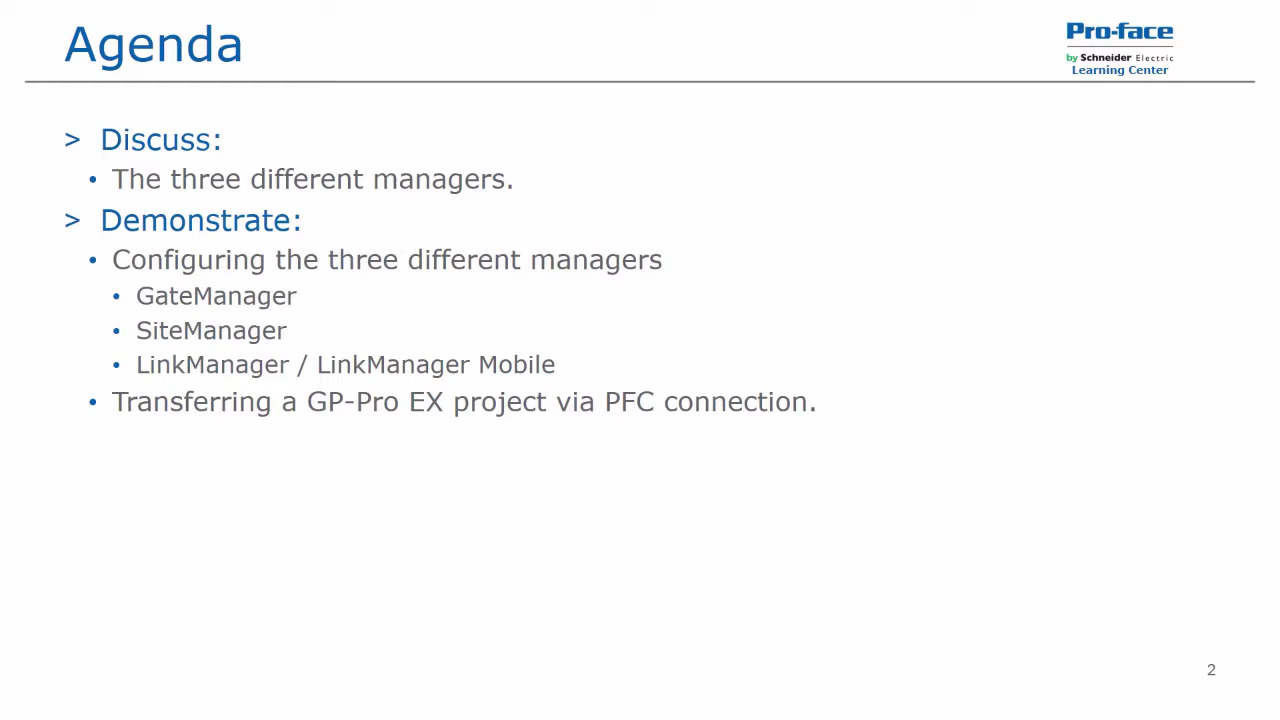 Agenda
Pro-face
by Schneider Electric
Learning Center
> Discuss:
• The three different managers.
> Demonstrate:
• Configuring the three different managers
• GateManager
• SiteManager
• LinkManager / LinkManager Mobile
• Transferring a GP-Pro EX project via PFC connection.
2